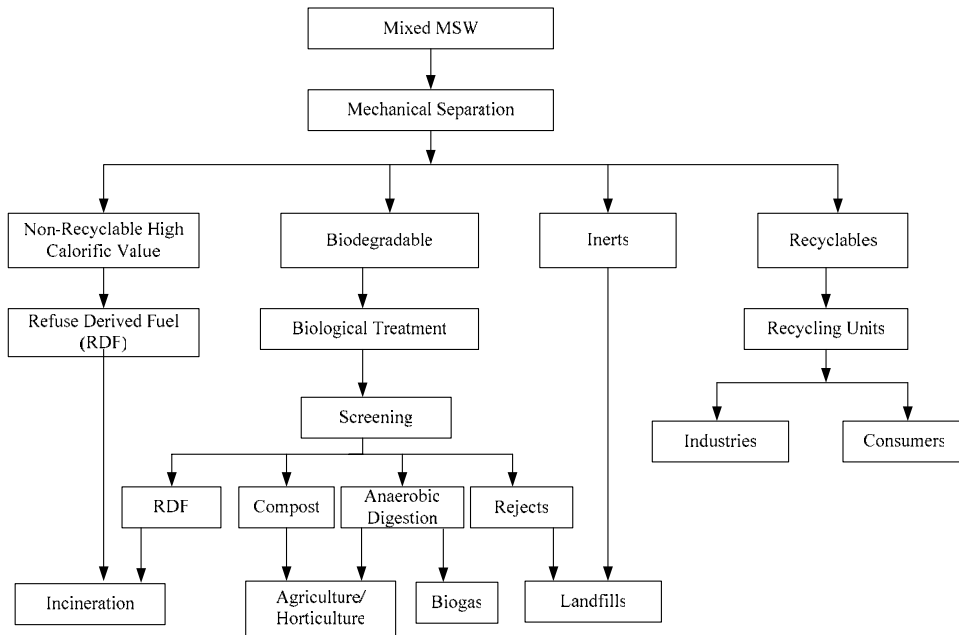 Mixed MSW
Mechanical Separation
Non-Recyclable High
Calorific Value
Biodegradable
Inerts
Recyclables
Refuse Derived Fuel
(RDF)
Biological Treatment
Recycling Units
Screening
Industries
Consumers
RDF
Compost
Anaerobic
Digestion
Rejects
Incineration
Agriculture/
Horticulture
Biogas
Landfills